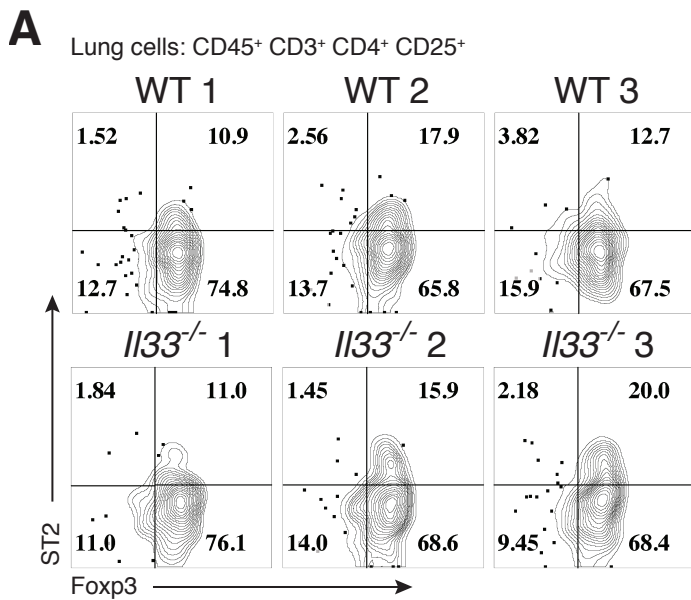 A
Lung cells: CD45⁺ CD3⁺ CD4⁺ CD25⁺
WT 1 WT 2 WT 3
1.52 10.9 2.56 17.9 3.82 12.7
12.7 74.8 13.7 65.8 15.9 67.5
Il33⁻/⁻ 1 Il33⁻/⁻ 2 Il33⁻/⁻ 3
1.84 11.0 1.45 15.9 2.18 20.0
11.0 76.1 14.0 68.6 9.45 68.4
ST2
Foxp3